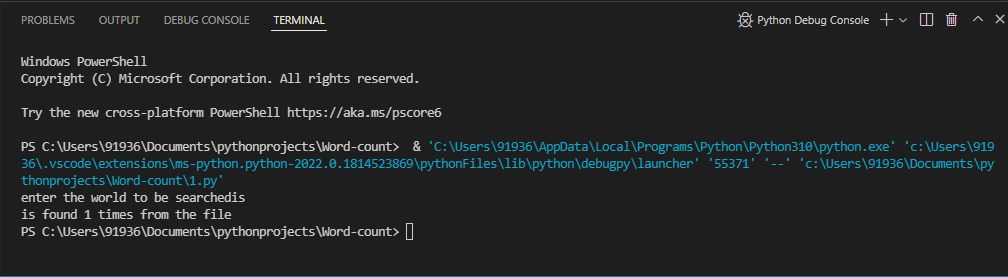 PROBLEMS OUTPUT DEBUG CONSOLE TERMINAL Python Debug Console
Windows PowerShell
Copyright (C) Microsoft Corporation. All rights reserved.
Try the new cross-platform PowerShell https://aka.ms/pscore6
PS C:\Users\91936\Documents\pythonprojects\Word-count>  & 'C:\Users\91936\AppData\Local\Programs\Python\Python310\python.exe' 'c:\Users\919
36\.vscode\extensions\ms-python.python-2022.0.1814523869\pythonFiles\lib\python\debugpy\launcher' '55371' '--' 'c:\Users\91936\Documents\py
thonprojects\Word-count\1.py'
enter the world to be searchedis
is found 1 times from the file
PS C:\Users\91936\Documents\pythonprojects\Word-count>